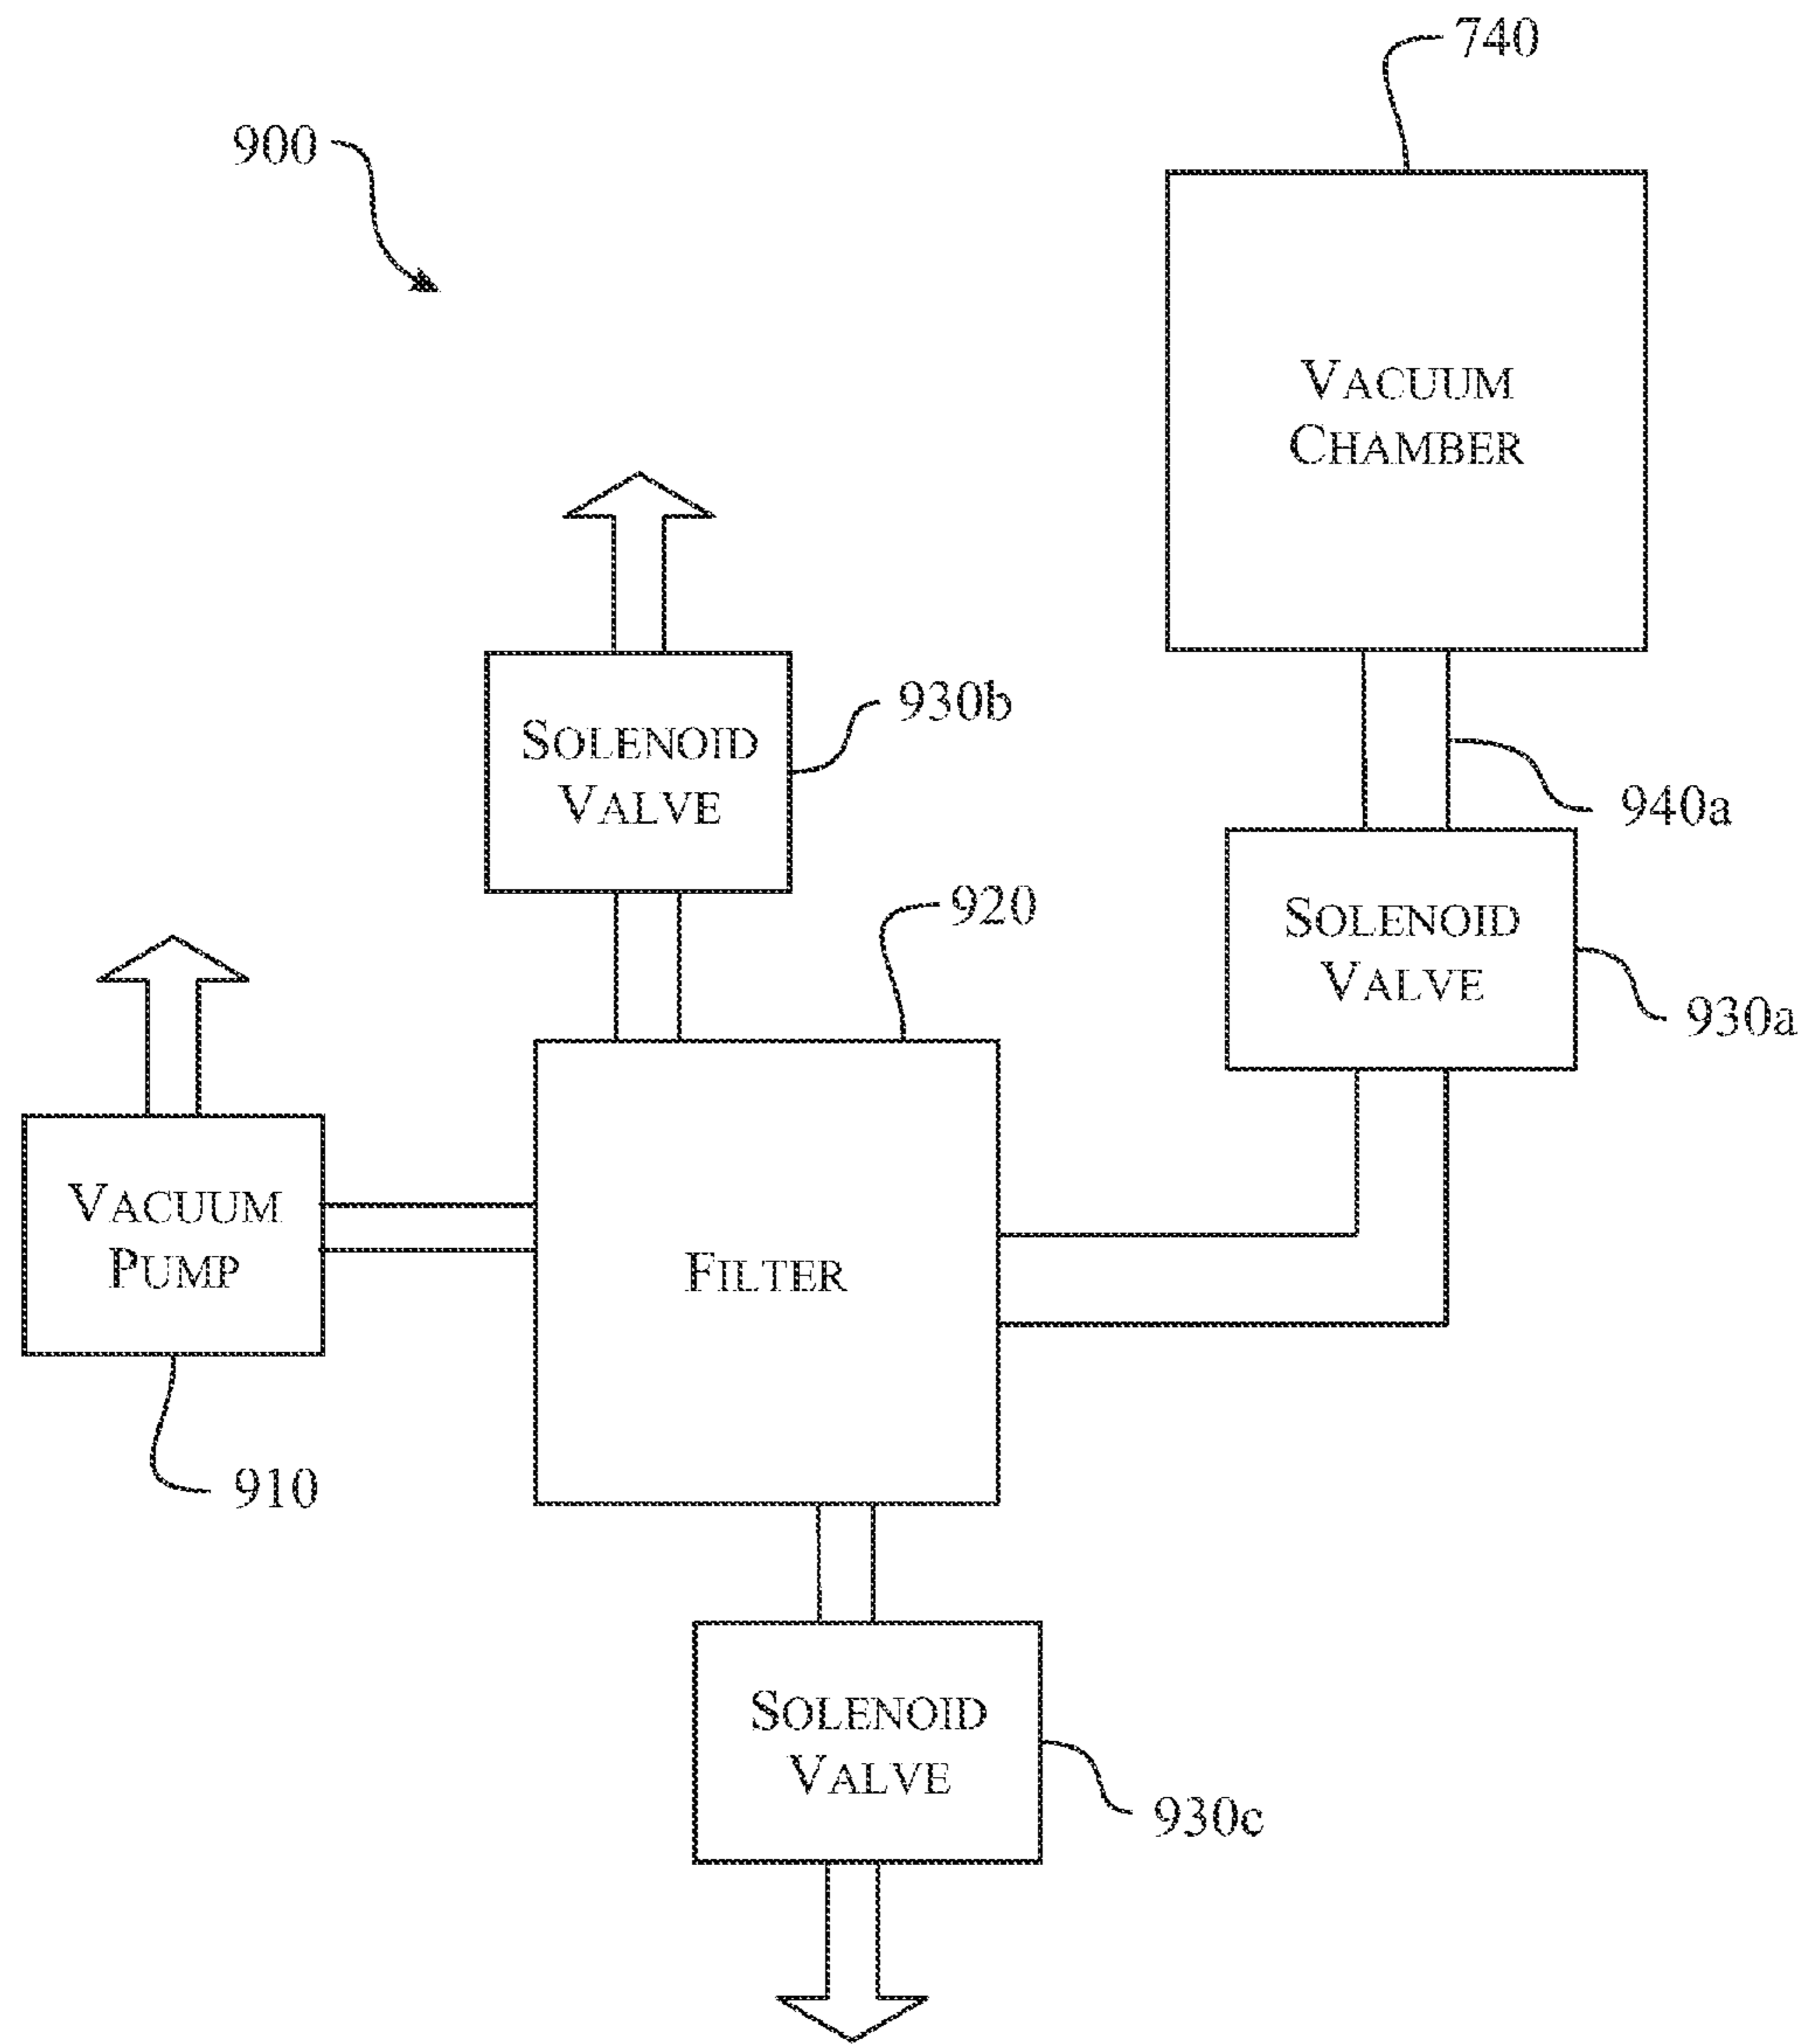 740
900
VACUUM
CHAMBER
930b
SOLENOID
VALVE
940a
920
SOLENOID
VALVE
930a
VACUUM
PUMP
FILTER
910
SOLENOID
VALVE
930c